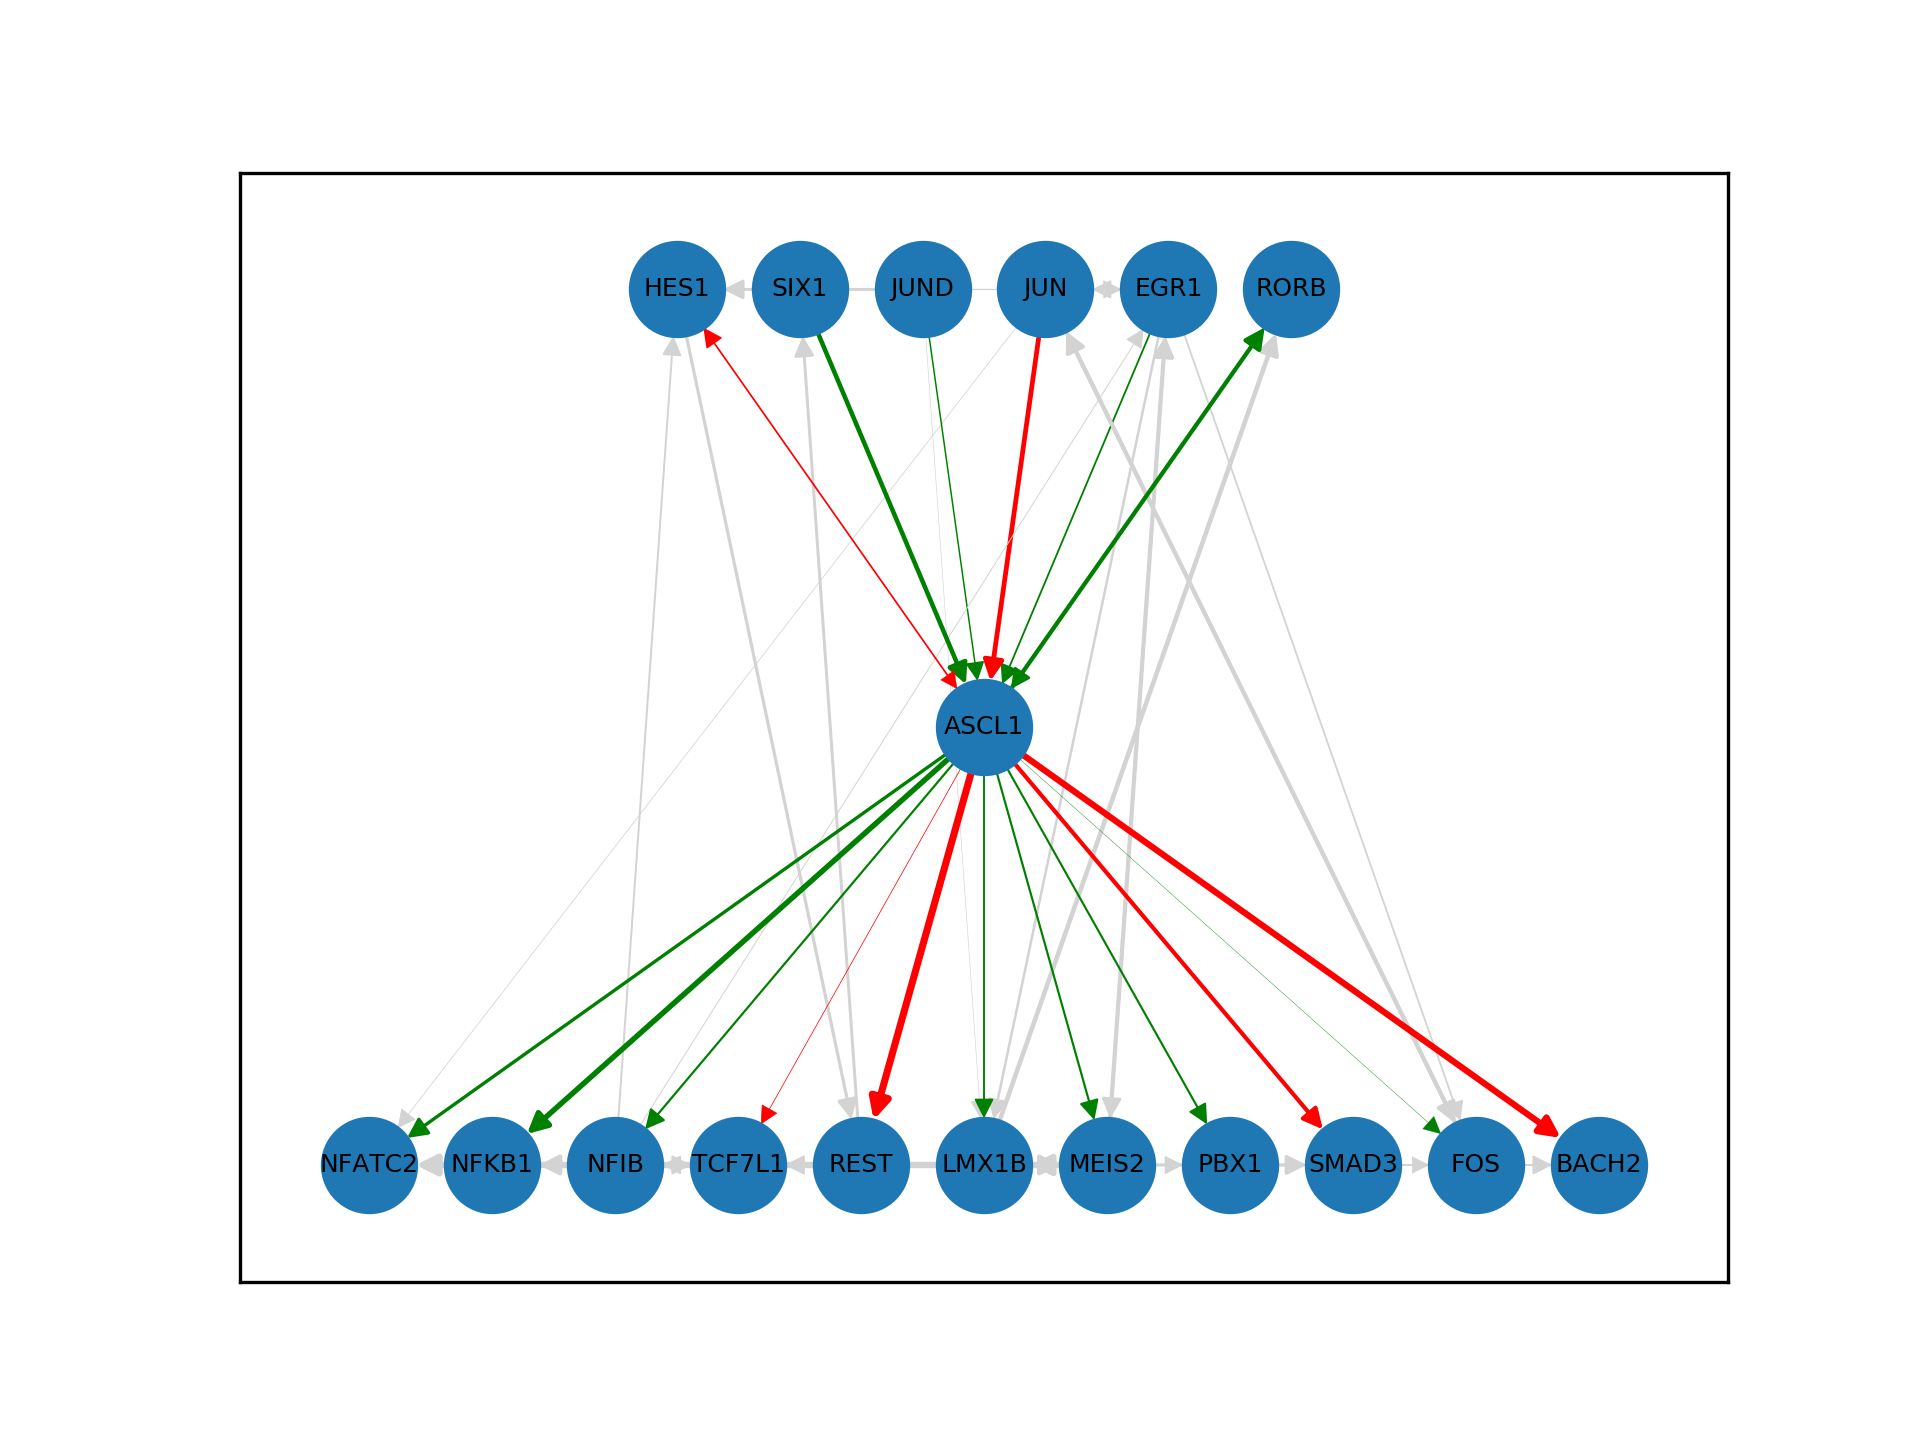 HES1 SIX1 JUND JUN EGR1 RORB
ASCL1
NFATC2 NFKB1 NFIB TCF7L1 REST LMX1B MEIS2 PBX1 SMAD3 FOS BACH2